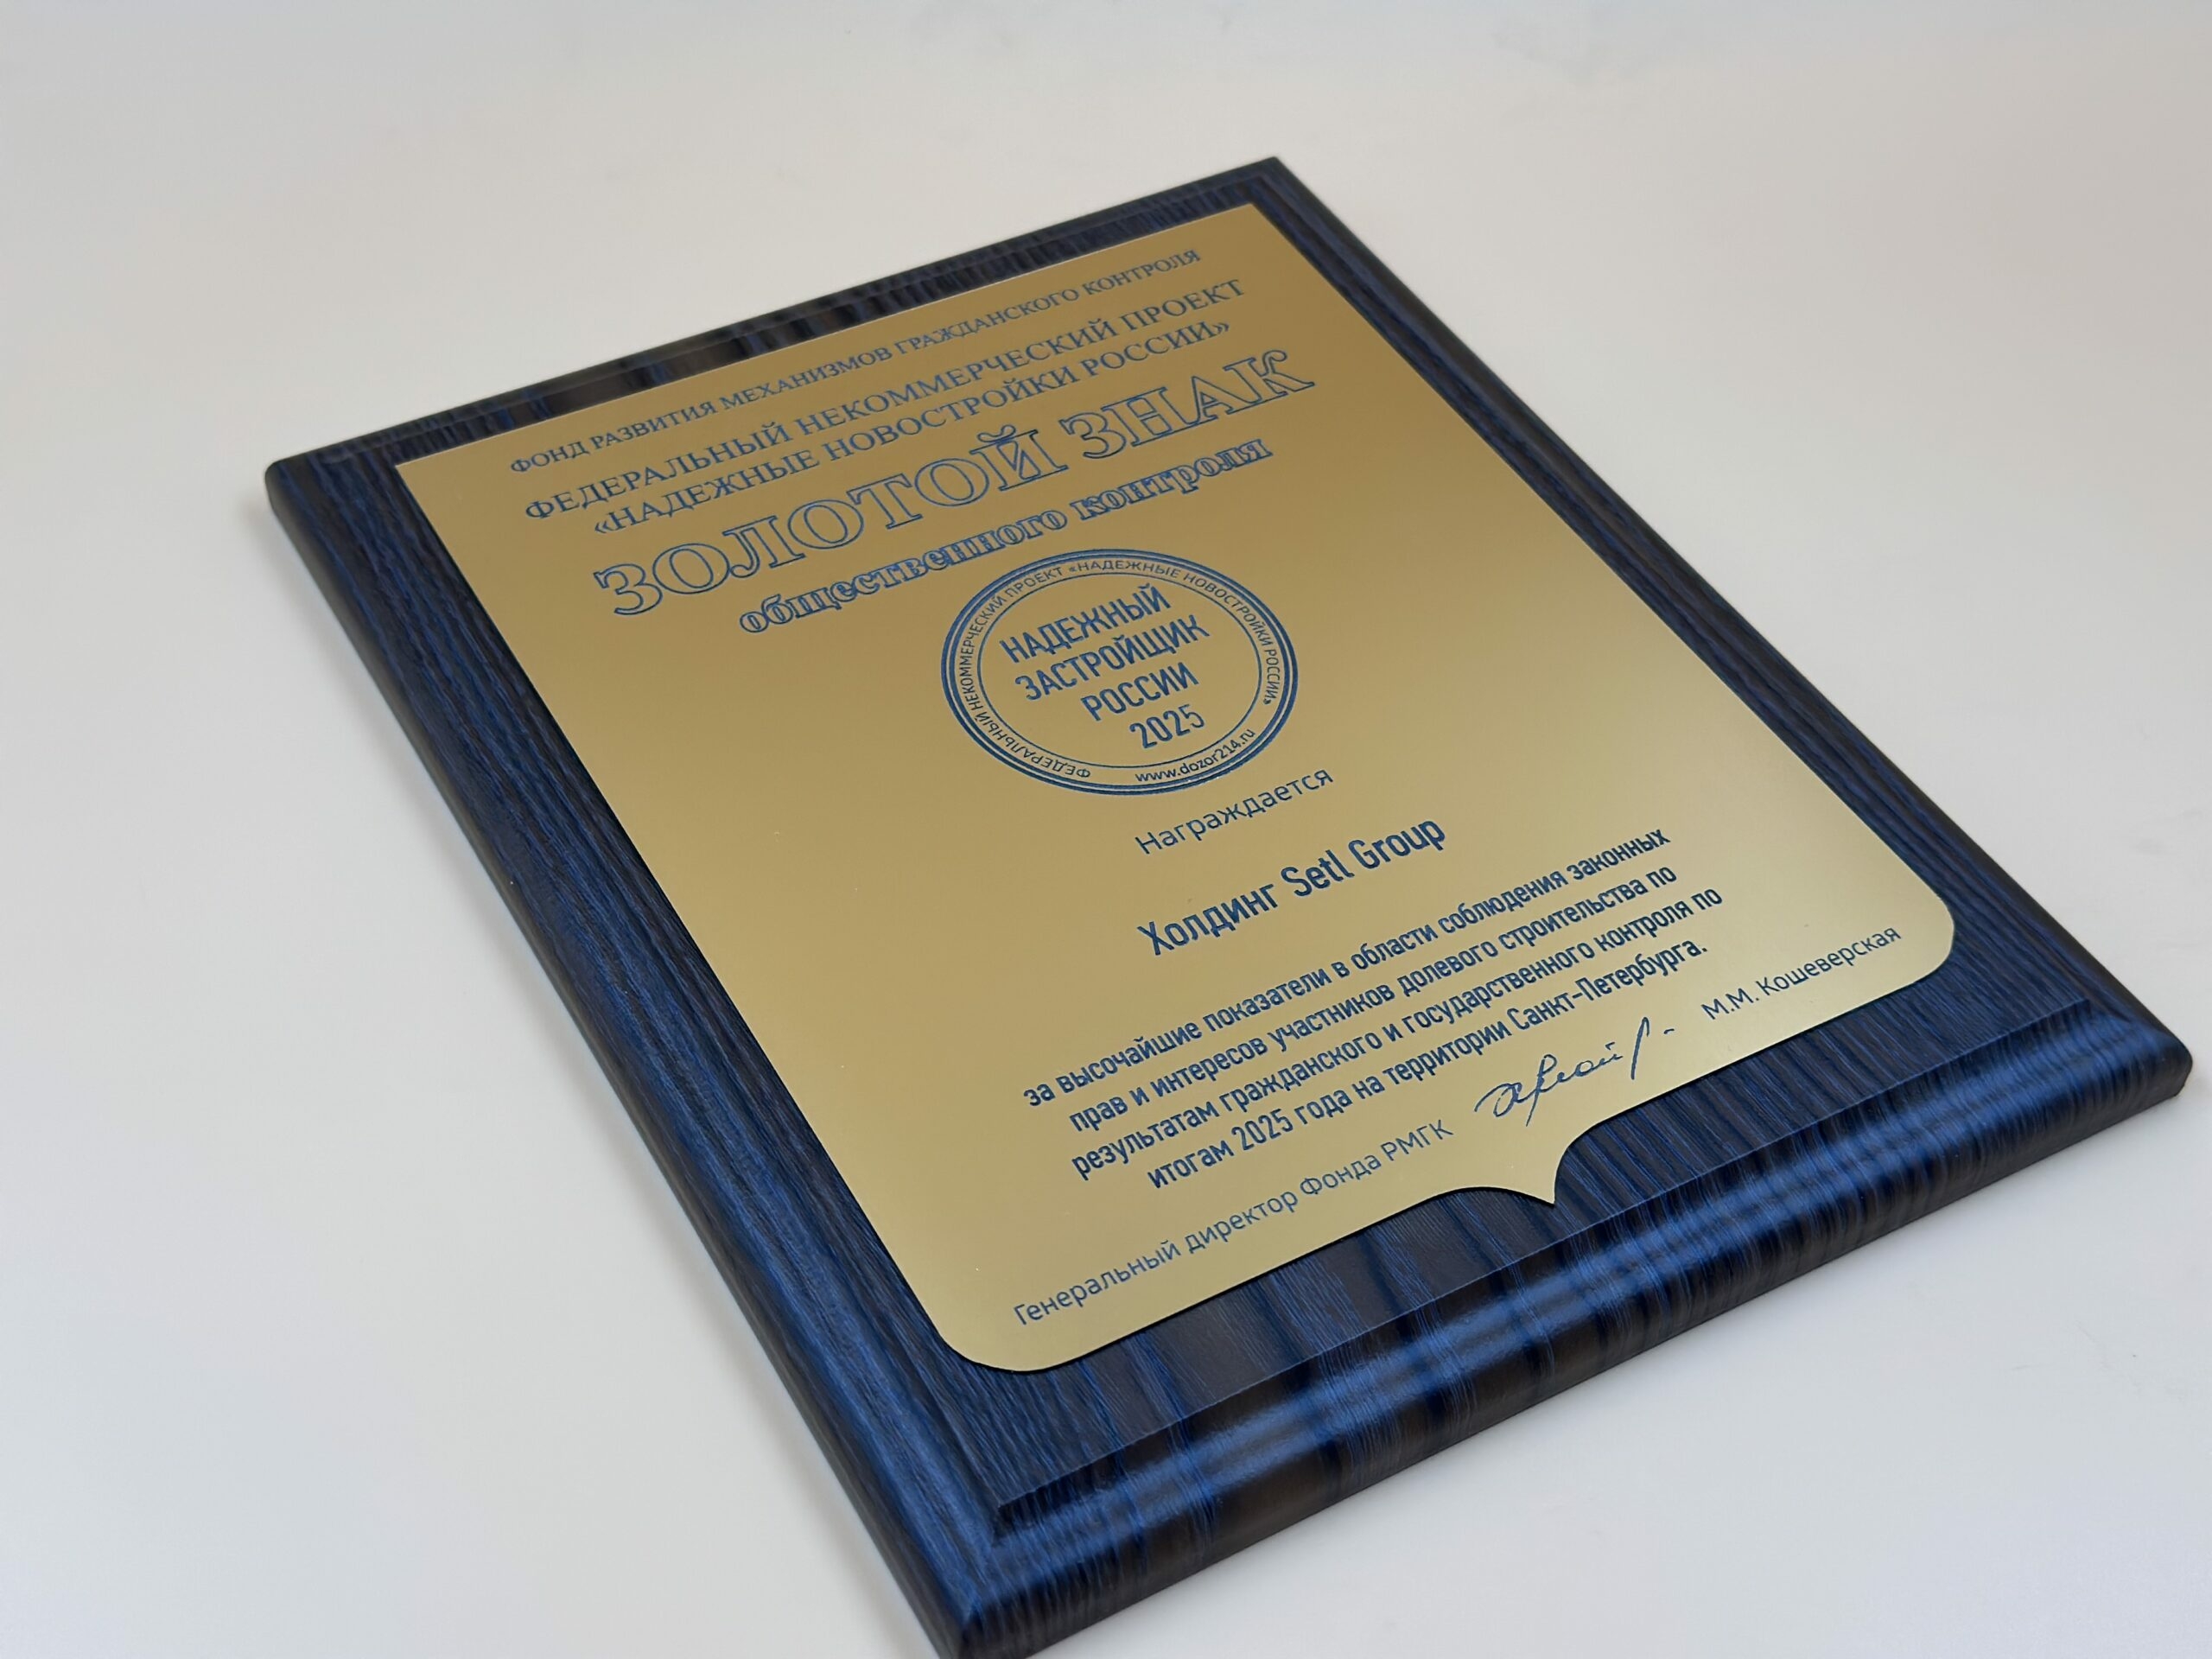 ФОНД РАЗВИТИЯ МЕХАНИЗМОВ ГРАЖДАНСКОГО КОНТРОЛЯ
ФЕДЕРАЛЬНЫЙ НЕКОММЕРЧЕСКИЙ ПРОЕКТ
«НАДЕЖНЫЕ НОВОСТРОЙКИ РОССИИ»
ЗОЛОТОЙ ЗНАК
общественного контроля
ФЕДЕРАЛЬНЫЙ НЕКОММЕРЧЕСКИЙ ПРОЕКТ «НАДЕЖНЫЕ НОВОСТРОЙКИ РОССИИ»
НАДЕЖНЫЙ
ЗАСТРОЙЩИК
РОССИИ
2025
www.dozor214.ru
Награждается
Холдинг Setl Group
за высочайшие показатели в области соблюдения законных
прав и интересов участников долевого строительства по
результатам гражданского и государственного контроля по
итогам 2025 года на территории Санкт-Петербурга.
Генеральный директор Фонда РМГК М.М. Кошеверская